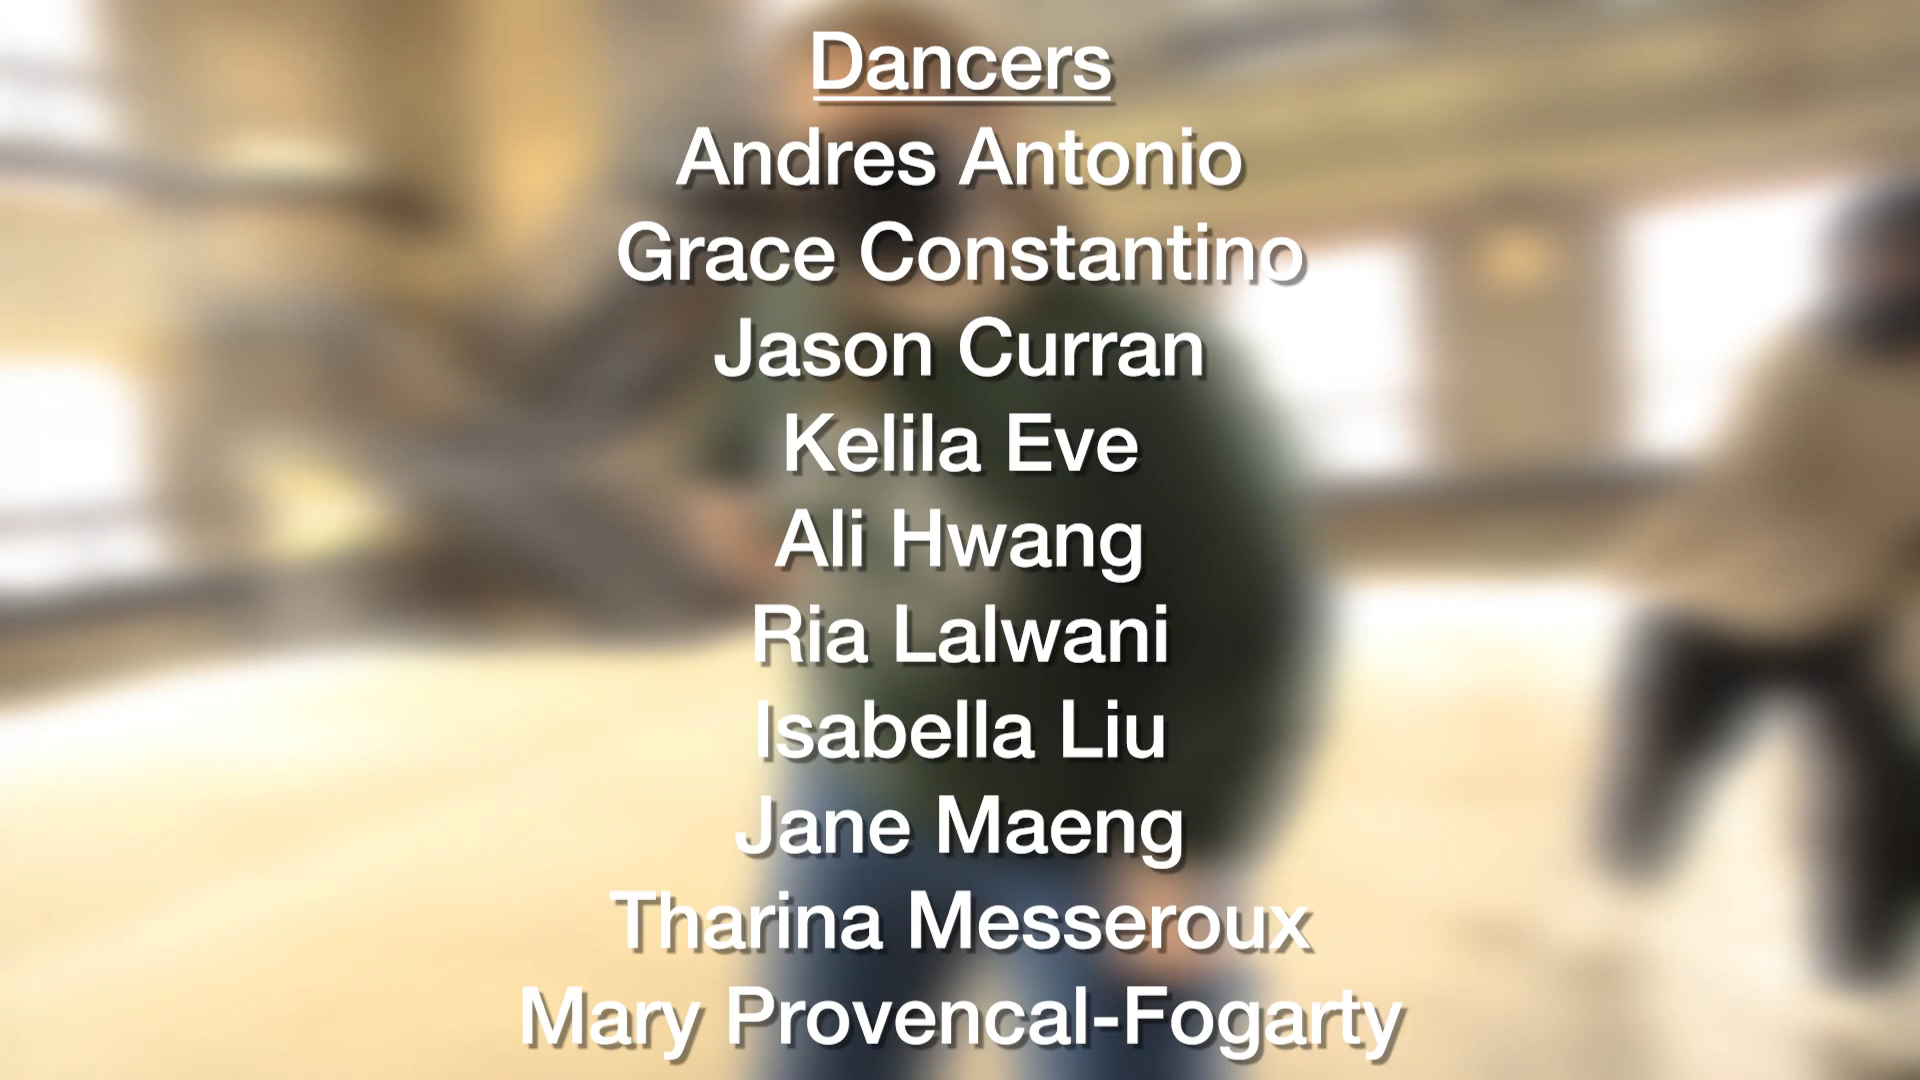 Dancers
Andres Antonio
Grace Constantino
Jason Curran
Kelila Eve
Ali Hwang
Ria Lalwani
Isabella Liu
Jane Maeng
Tharina Messeroux
Mary Provencal-Fogarty